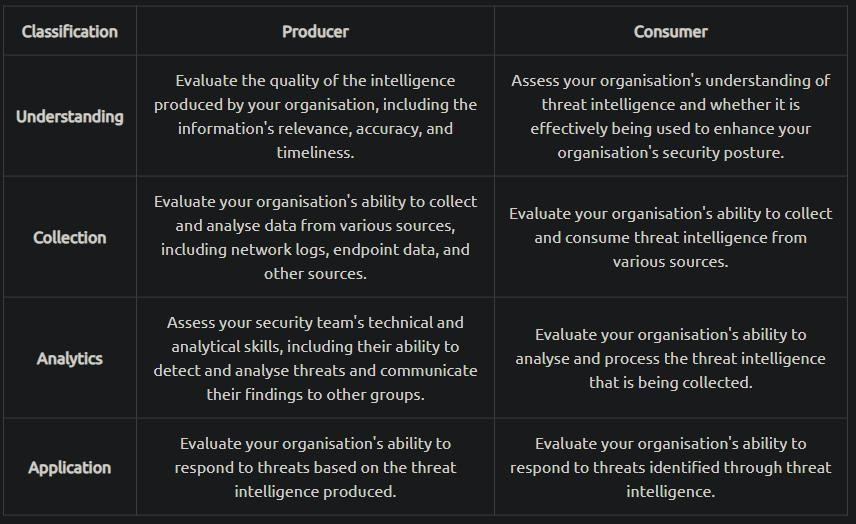 Classification
Producer
Consumer
Understanding
Evaluate the quality of the intelligence
produced by your organisation, including the
information's relevance, accuracy, and
timeliness.
Assess your organisation's understanding of
threat intelligence and whether it is
effectively being used to enhance your
organisation's security posture.
Collection
Evaluate your organisation's ability to collect
and analyse data from various sources,
including network logs, endpoint data, and
other sources.
Evaluate your organisation's ability to collect
and consume threat intelligence from
various sources.
Analytics
Assess your security team's technical and
analytical skills, including their ability to
detect and analyse threats and communicate
their findings to other groups.
Evaluate your organisation's ability to
analyse and process the threat intelligence
that is being collected.
Application
Evaluate your organisation's ability to
respond to threats based on the threat
intelligence produced.
Evaluate your organisation's ability to
respond to threats identified through threat
intelligence.